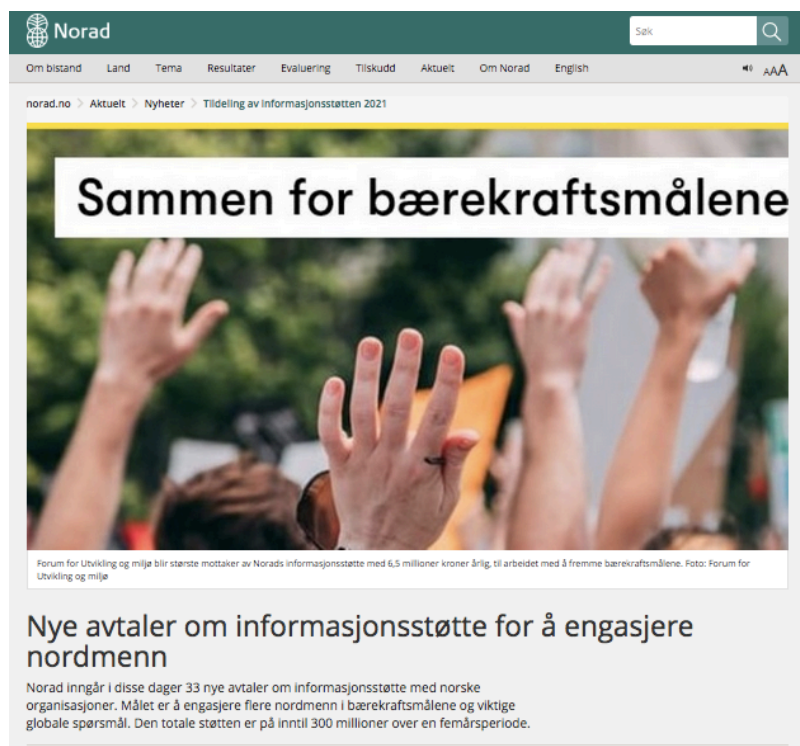 Norad
Søk
Om bistand Land Tema Resultater Evaluering Tilskudd Aktuelt Om Norad English AAA
norad.no > Aktuelt > Nyheter > Tildeling av informasjonsstøtten 2021
Sammen for bærekraftsmålene
Forum for Utvikling og miljø blir største mottaker av Norads informasjonsstøtte med 6,5 millioner kroner årlig, til arbeidet med å fremme bærekraftsmålene. Foto: Forum for
Utvikling og miljø
Nye avtaler om informasjonsstøtte for å engasjere
nordmenn
Norad inngår i disse dager 33 nye avtaler om informasjonsstøtte med norske
organisasjoner. Målet er å engasjere flere nordmenn i bærekraftsmålene og viktige
globale spørsmål. Den totale støtten er på inntil 300 millioner over en femårsperiode.